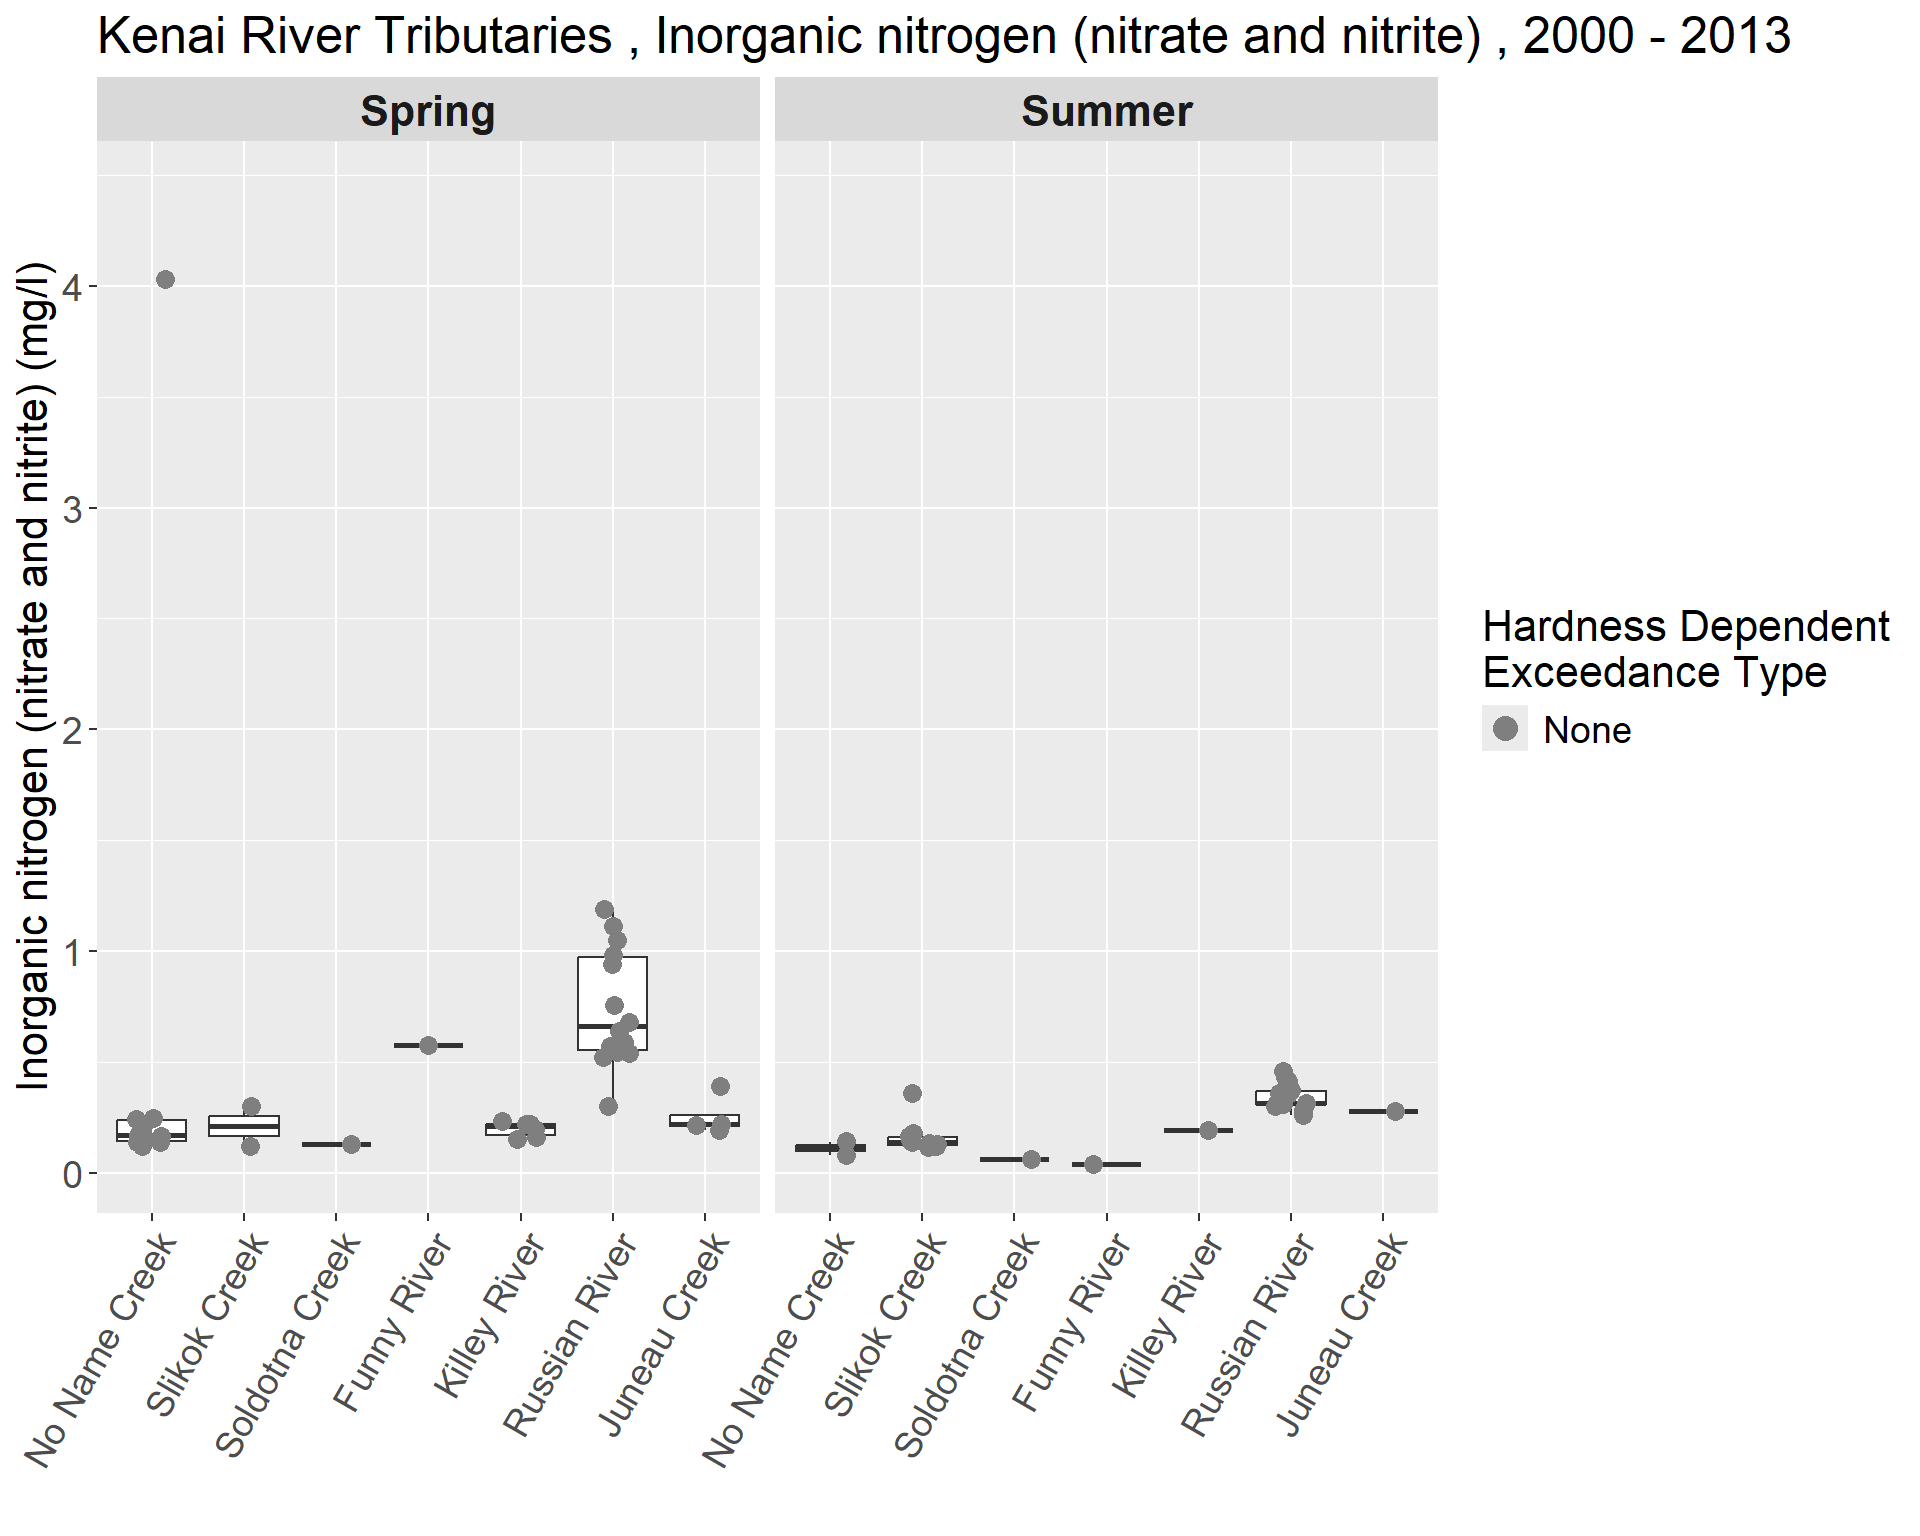 Kenai River Tributaries , Inorganic nitrogen (nitrate and nitrite) , 2000 - 2013
Spring
Summer
Inorganic nitrogen (nitrate and nitrite) (mg/l)
4
3
2
1
0
No Name Creek
Slikok Creek
Soldotna Creek
Funny River
Killey River
Russian River
Juneau Creek
No Name Creek
Slikok Creek
Soldotna Creek
Funny River
Killey River
Russian River
Juneau Creek
Hardness Dependent
Exceedance Type
None